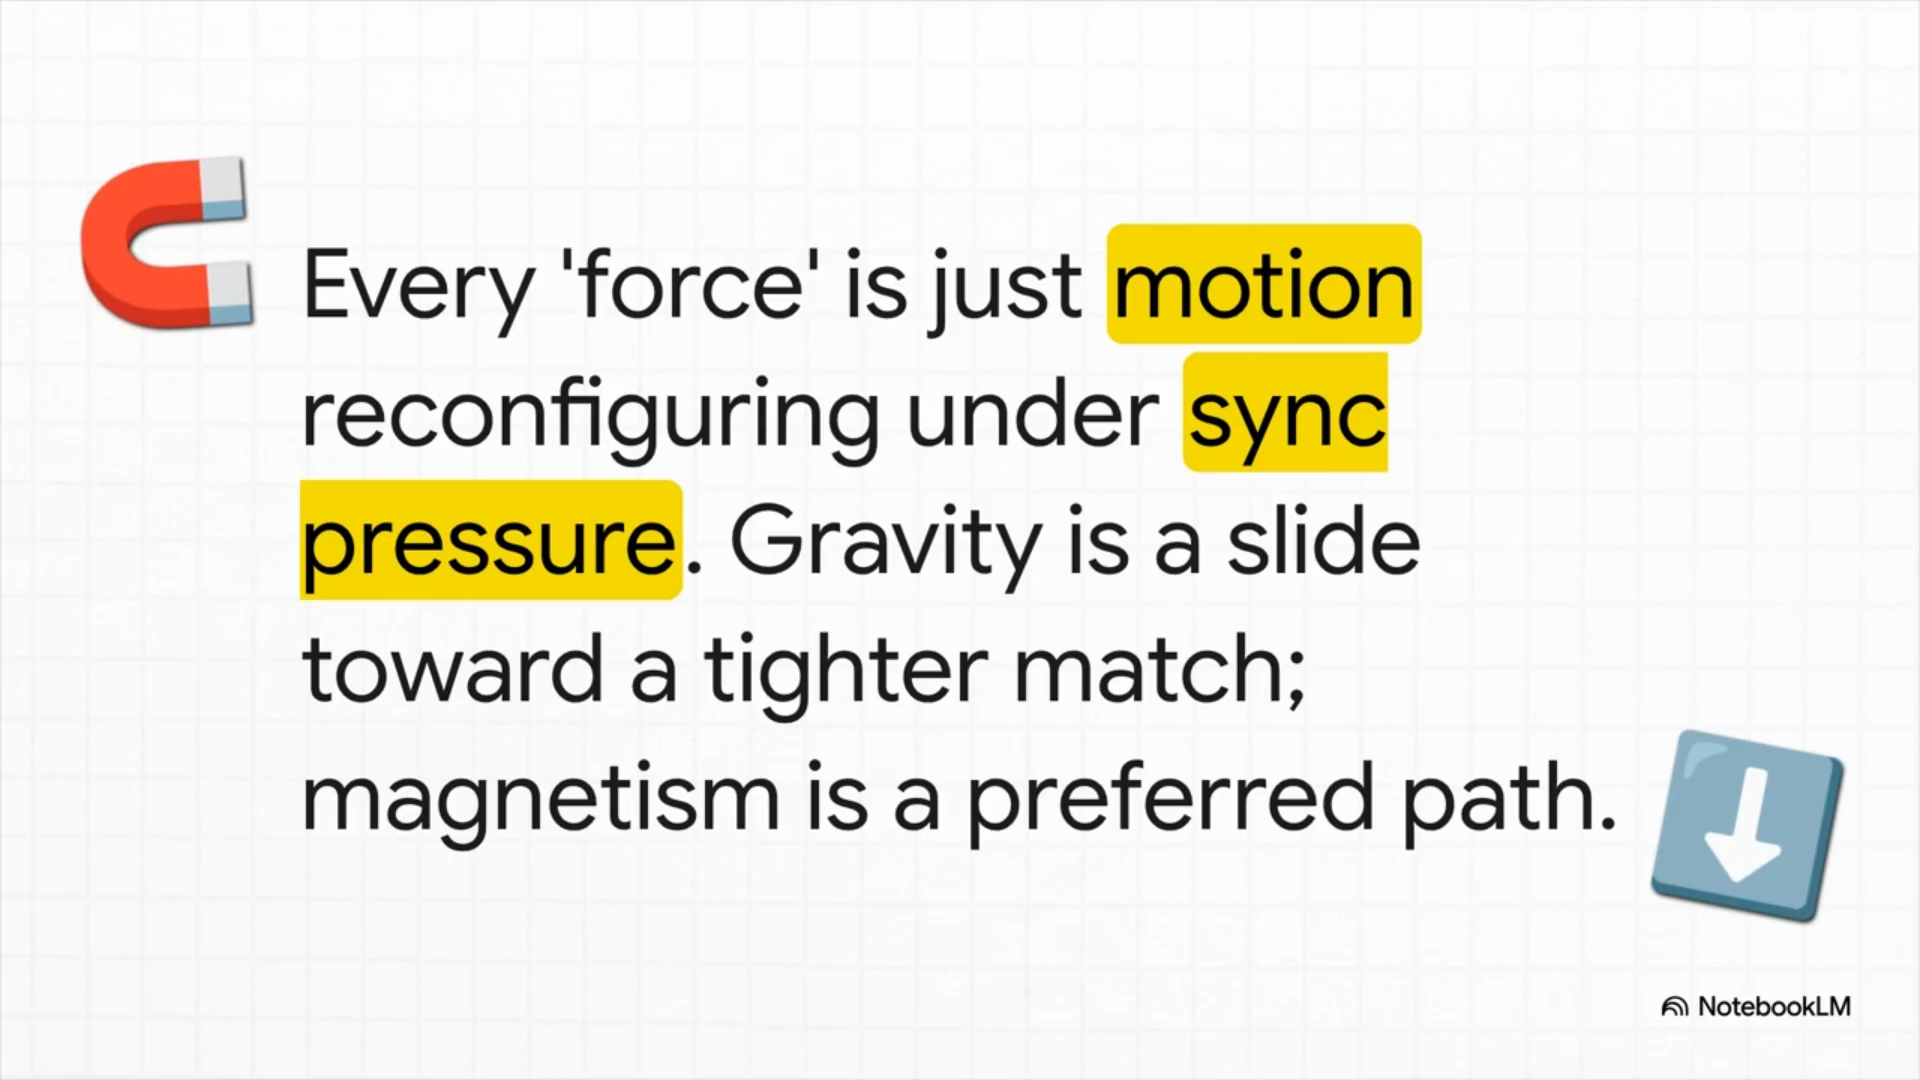 Every 'force' is just motion
reconfiguring under sync
pressure. Gravity is a slide
toward a tighter match;
magnetism is a preferred path.
NotebookLM